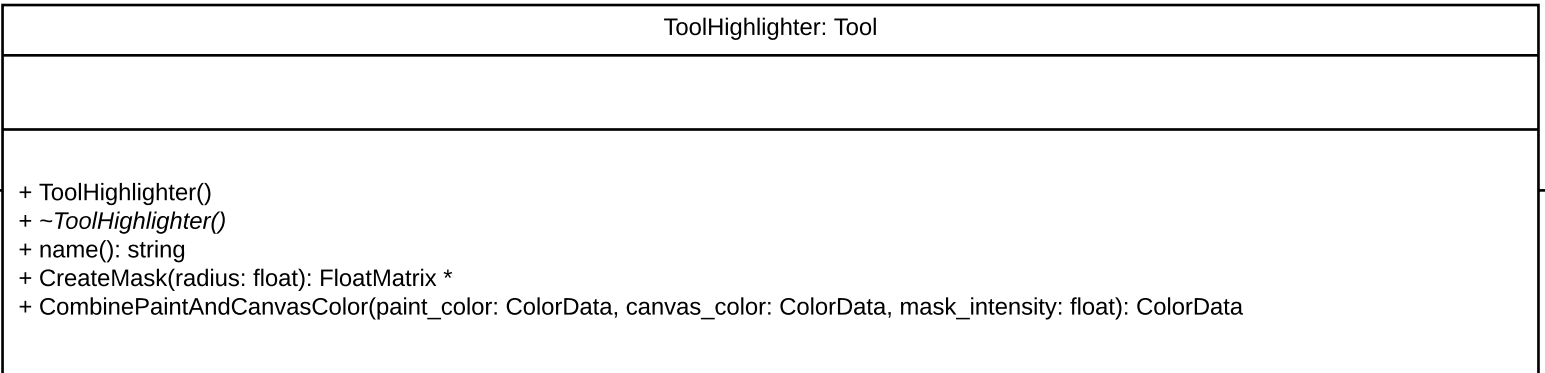 ToolHighlighter: Tool
+ ToolHighlighter()
+ ~ToolHighlighter()
+ name(): string
+ CreateMask(radius: float): FloatMatrix *
+ CombinePaintAndCanvasColor(paint_color: ColorData, canvas_color: ColorData, mask_intensity: float): ColorData